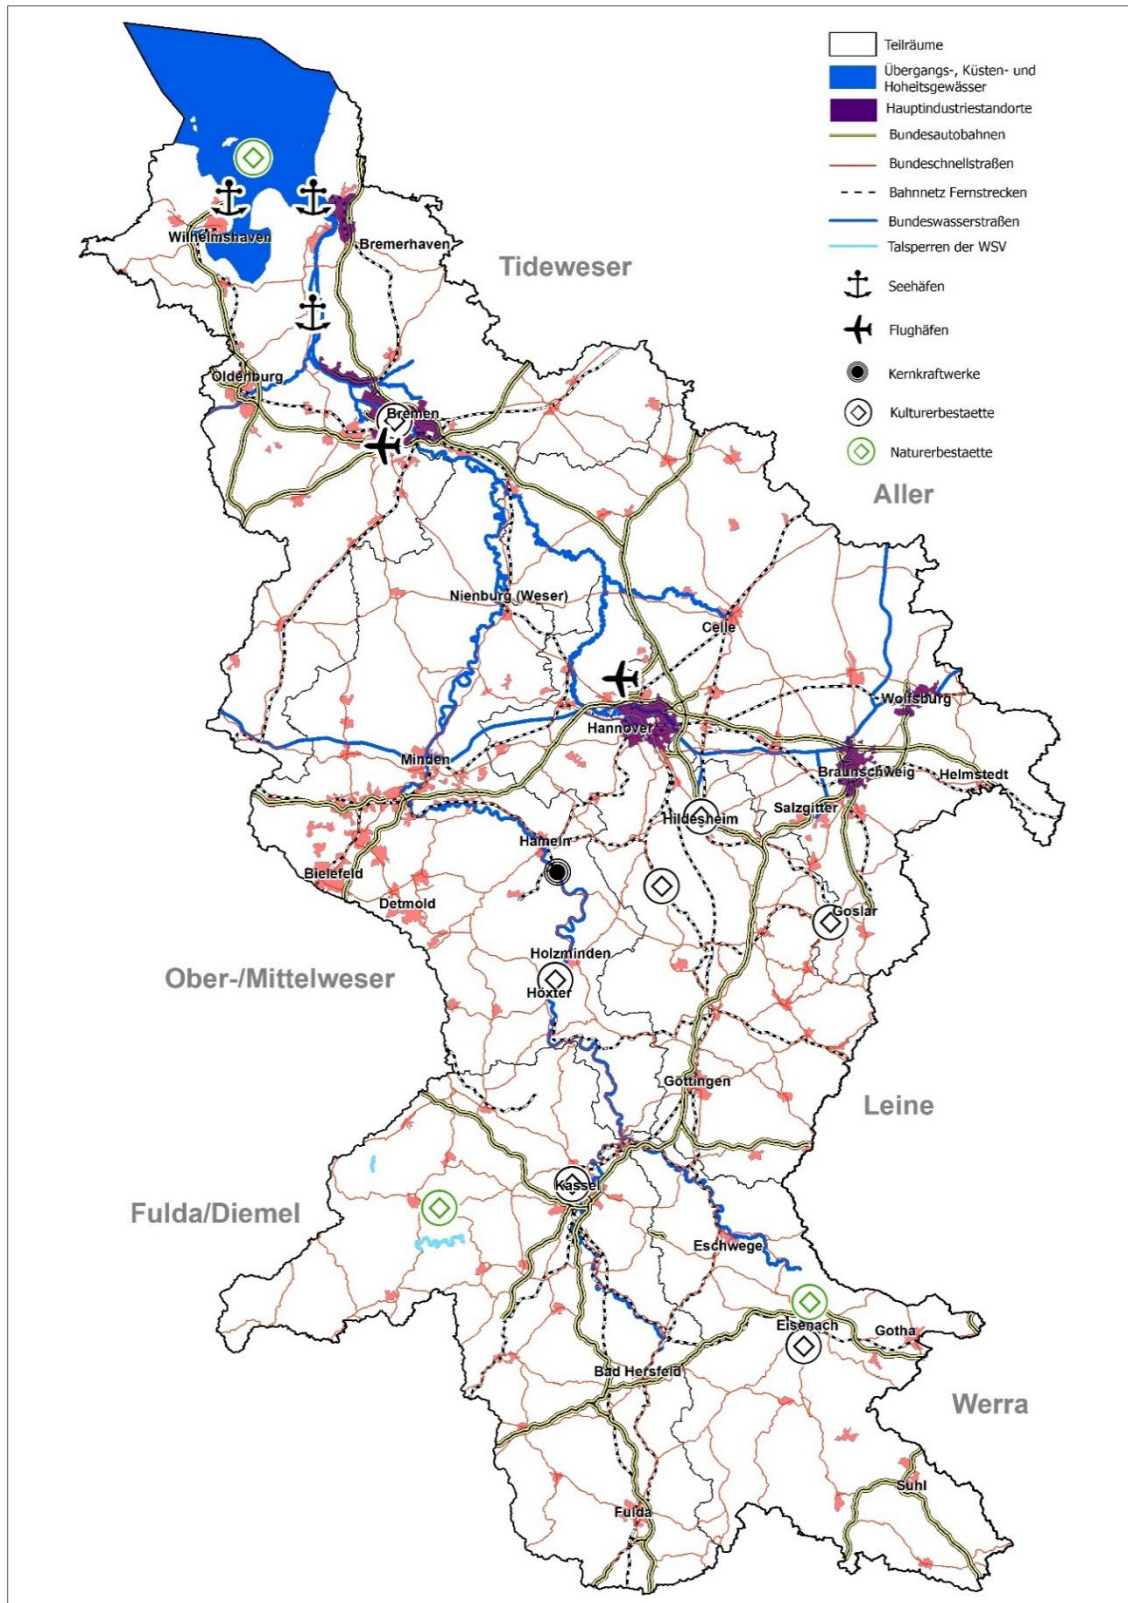 Teilräume
Übergangs-, Küsten- und
Hoheitsgewässer
Hauptindustriestandorte
Bundesautobahnen
Bundeschnellstraßen
Bahnnetz Fernstrecken
Bundeswasserstraßen
Talsperren der WSV
Seehäfen
Flughäfen
Kernkraftwerke
Kulturerbestaette
Naturerbestaette
Wilhelmshaven
Bremerhaven
Tideweser
Oldenburg
Bremen
Aller
Nienburg (Weser)
Celle
Wolfsburg
Hannover
Minden
Braunschweig
Helmstedt
Salzgitter
Hildesheim
Hameln
Bielefeld
Detmold
Goslar
Holzminden
Ober-/Mittelweser
Höxter
Göttingen
Leine
Kassel
Fulda/Diemel
Eschwege
Eisenach
Gotha
Bad Hersfeld
Werra
Suhl
Fulda